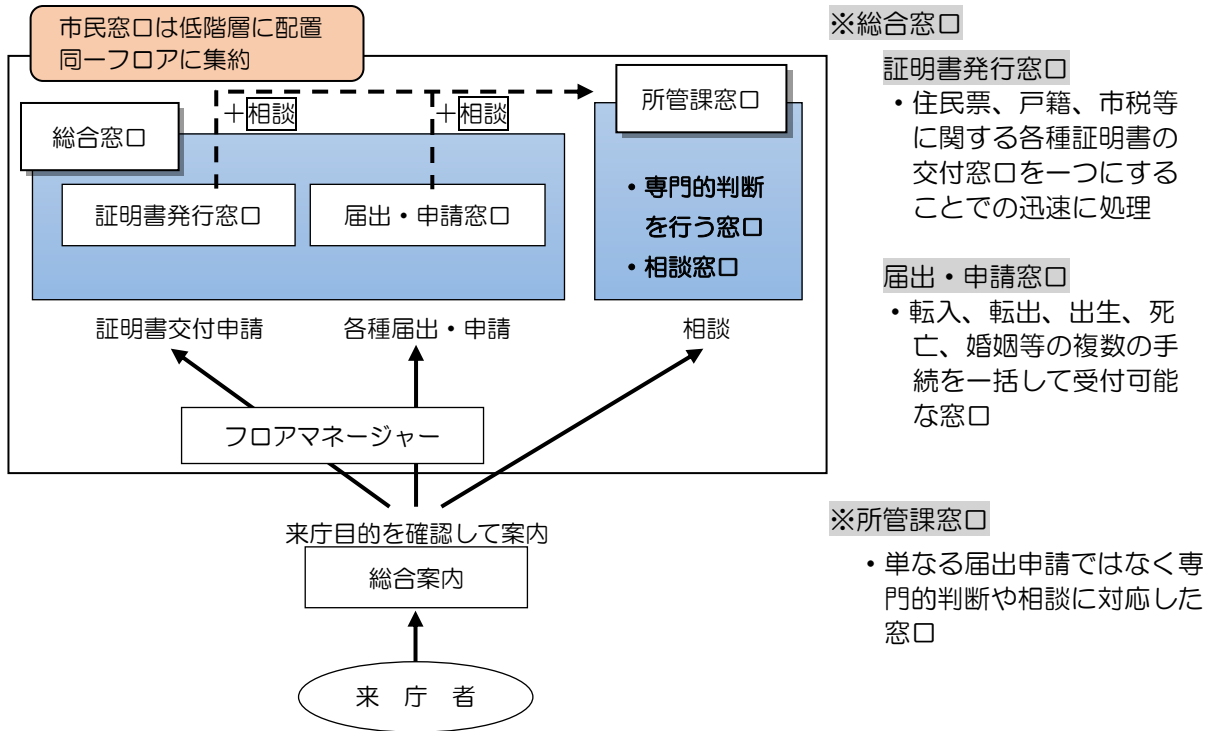 市民窓口は低階層に配置
同一フロアに集約
総合窓口
＋相談
＋相談
所管課窓口
証明書発行窓口
届出・申請窓口
・専門的判断
を行う窓口
・相談窓口
証明書交付申請
各種届出・申請
相談
フロアマネージャー
来庁目的を確認して案内
総合案内
来 庁 者
※総合窓口
証明書発行窓口
・住民票、戸籍、市税等
に関する各種証明書の
交付窓口を一つにする
ことでの迅速に処理
届出・申請窓口
・転入、転出、出生、死
亡、婚姻等の複数の手
続を一括して受付可能
な窓口
※所管課窓口
・単なる届出申請ではなく専
門的判断や相談に対応した
窓口